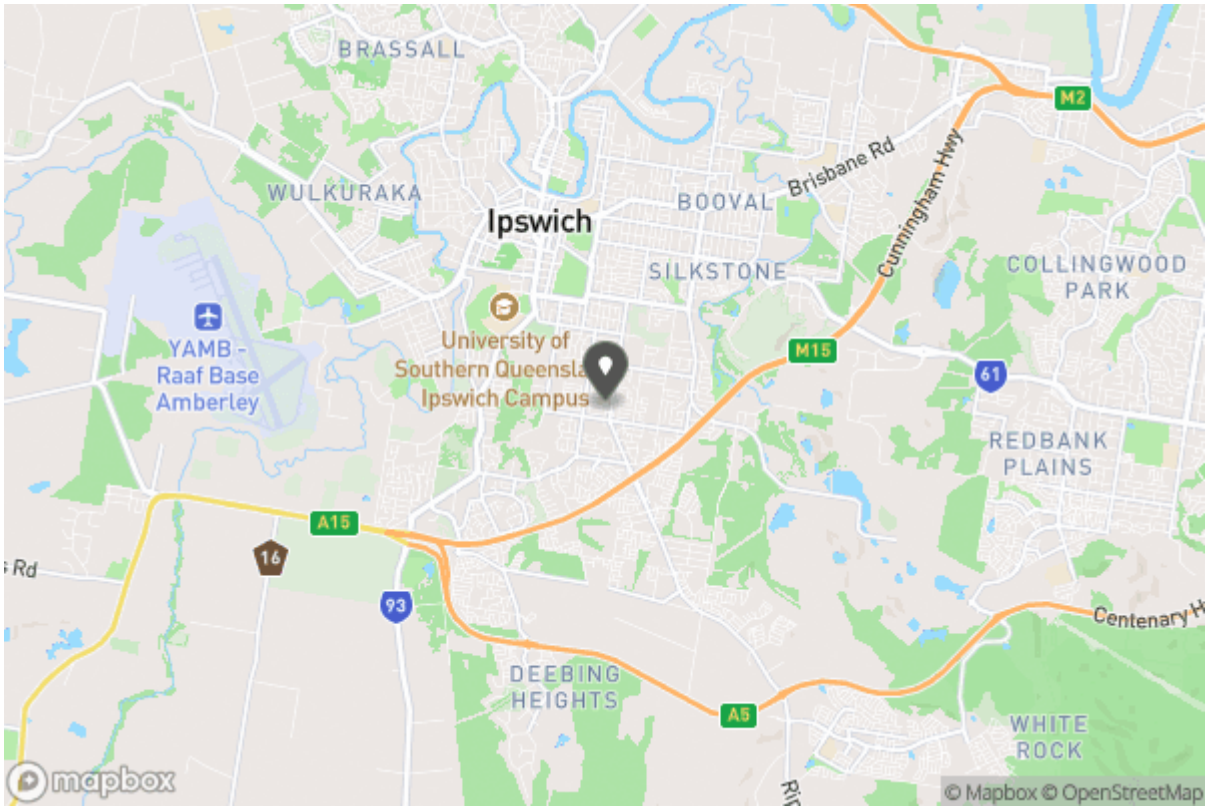 BRASSALL
M2
Brisbane Rd
Cunningham Hwy
WULKURAKA
BOOVAL
Ipswich
SILKSTONE
COLLINGWOOD
PARK
YAMB -
Raaf Base
Amberley
University of
Southern Queensla
Ipswich Campus
M15
61
REDBANK
PLAINS
A15
16
s Rd
93
Centenary H
DEEBING
HEIGHTS
A5
WHITE
ROCK
Rip
mapbox
© Mapbox © OpenStreetMap